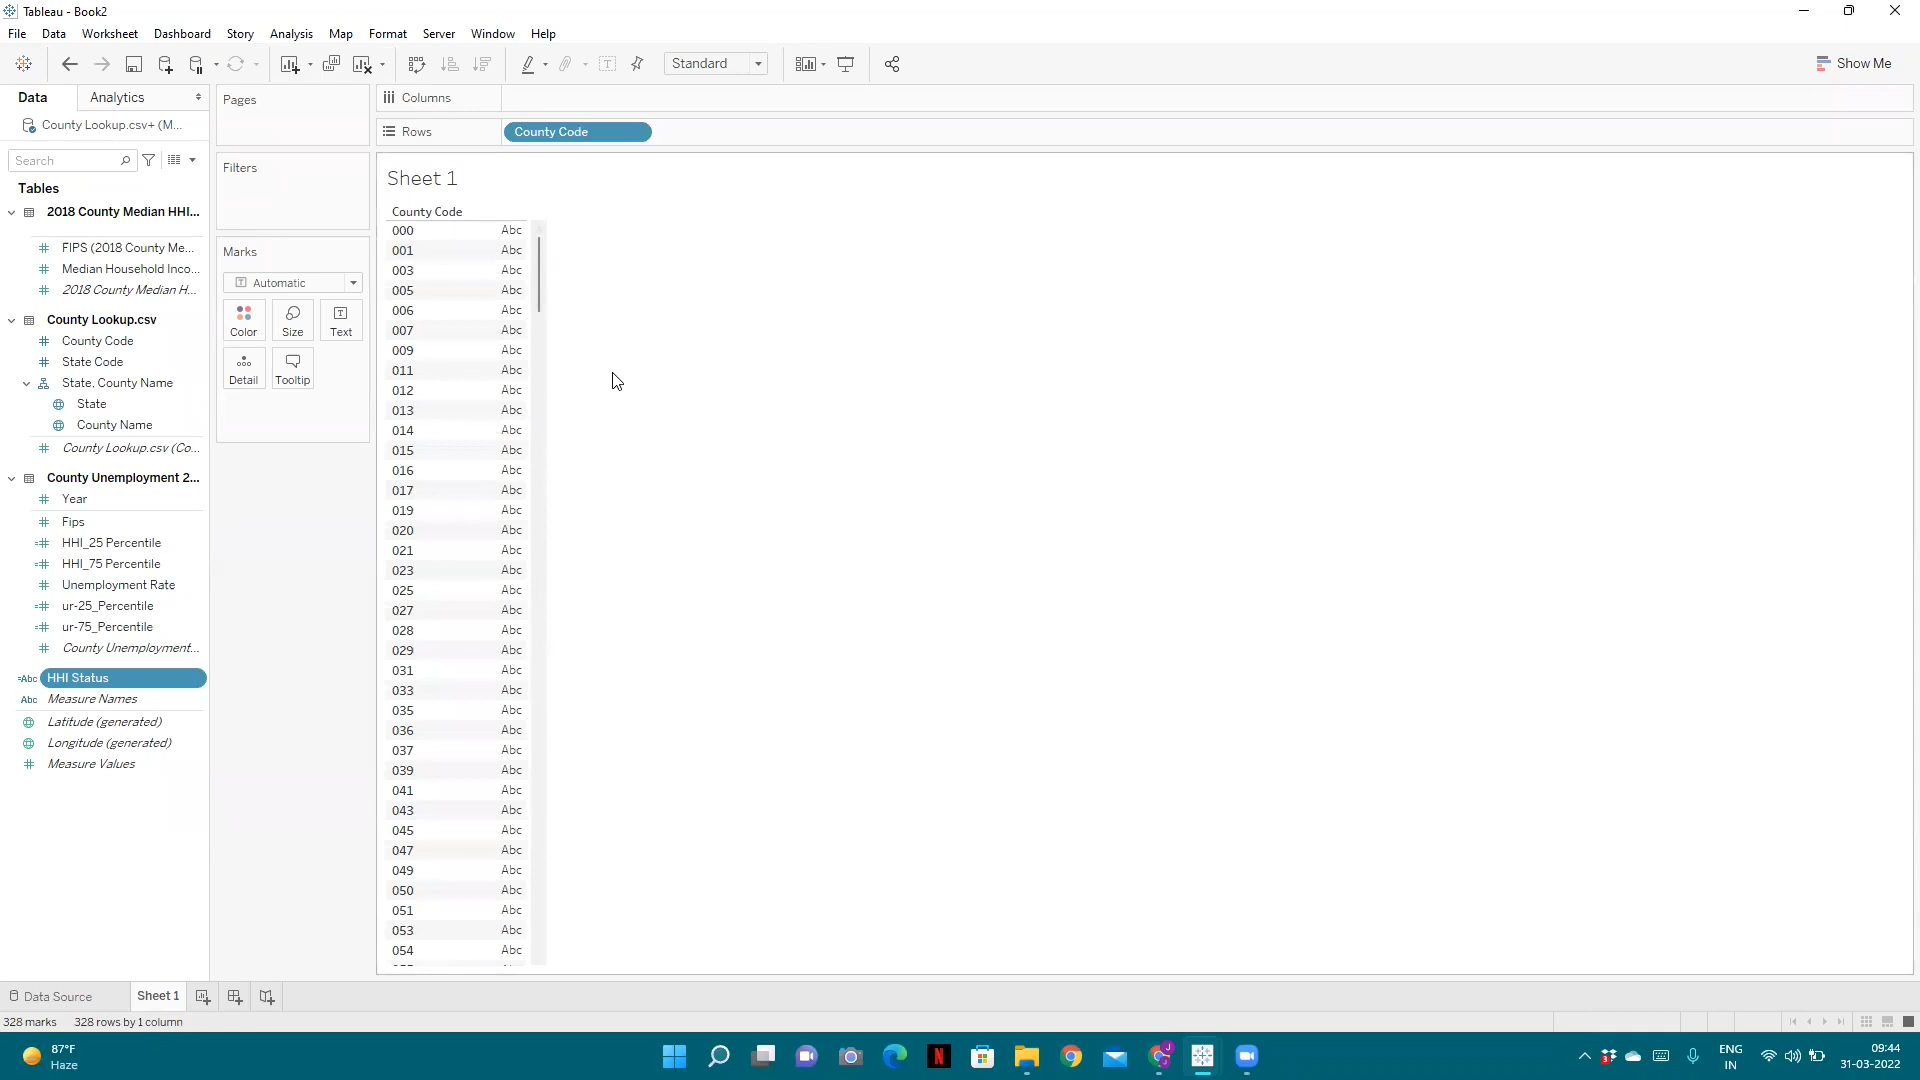 Tableau - Book2
File Data Worksheet Dashboard Story Analysis Map Format Server Window Help
Standard
Show Me
Data Analytics
County Lookup.csv+ (M...
Search
Tables
2018 County Median HHI...
FIPS (2018 County Me...
Median Household Inco...
2018 County Median H...
County Lookup.csv
County Code
State Code
State, County Name
State
County Name
County Lookup.csv (Co...
County Unemployment 2...
Year
Fips
HHI_25 Percentile
HHI_75 Percentile
Unemployment Rate
ur-25_Percentile
ur-75_Percentile
County Unemployment...
=Abc HHI Status
Abc Measure Names
Latitude (generated)
Longitude (generated)
Measure Values
Pages
Filters
Marks
Automatic
Color Size Text
Detail Tooltip
Columns
Rows County Code
Sheet 1
County Code
000 Abc
001 Abc
003 Abc
005 Abc
006 Abc
007 Abc
009 Abc
011 Abc
012 Abc
013 Abc
014 Abc
015 Abc
016 Abc
017 Abc
019 Abc
020 Abc
021 Abc
023 Abc
025 Abc
027 Abc
028 Abc
029 Abc
031 Abc
033 Abc
035 Abc
036 Abc
037 Abc
039 Abc
041 Abc
043 Abc
045 Abc
047 Abc
049 Abc
050 Abc
051 Abc
053 Abc
054 Abc
Data Source Sheet 1
328 marks 328 rows by 1 column
87°F
Haze
ENG
IN
09:44
31-03-2022